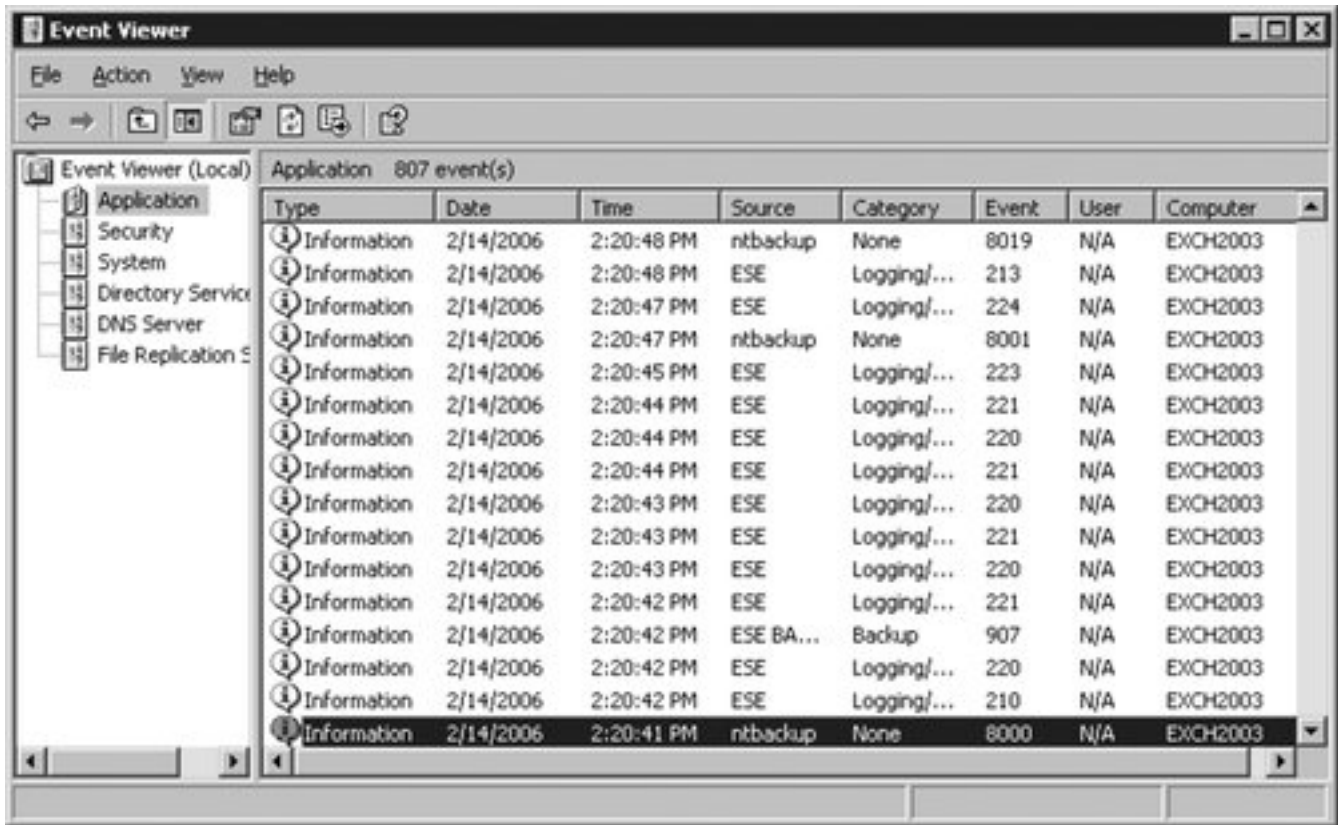 Event Viewer
File Action View Help
Event Viewer (Local)
Application
Security
System
Directory Service
DNS Server
File Replication S
Application 807 event(s)
Type Date Time Source Category Event User Computer
Information 2/14/2006 2:20:48 PM ntbackup None 8019 N/A EXCH2003
Information 2/14/2006 2:20:48 PM ESE Logging/... 213 N/A EXCH2003
Information 2/14/2006 2:20:47 PM ESE Logging/... 224 N/A EXCH2003
Information 2/14/2006 2:20:47 PM ntbackup None 8001 N/A EXCH2003
Information 2/14/2006 2:20:45 PM ESE Logging/... 223 N/A EXCH2003
Information 2/14/2006 2:20:44 PM ESE Logging/... 221 N/A EXCH2003
Information 2/14/2006 2:20:44 PM ESE Logging/... 220 N/A EXCH2003
Information 2/14/2006 2:20:44 PM ESE Logging/... 221 N/A EXCH2003
Information 2/14/2006 2:20:43 PM ESE Logging/... 220 N/A EXCH2003
Information 2/14/2006 2:20:43 PM ESE Logging/... 221 N/A EXCH2003
Information 2/14/2006 2:20:43 PM ESE Logging/... 220 N/A EXCH2003
Information 2/14/2006 2:20:42 PM ESE Logging/... 221 N/A EXCH2003
Information 2/14/2006 2:20:42 PM ESE BA... Backup 907 N/A EXCH2003
Information 2/14/2006 2:20:42 PM ESE Logging/... 220 N/A EXCH2003
Information 2/14/2006 2:20:42 PM ESE Logging/... 210 N/A EXCH2003
Information 2/14/2006 2:20:41 PM ntbackup None 8000 N/A EXCH2003